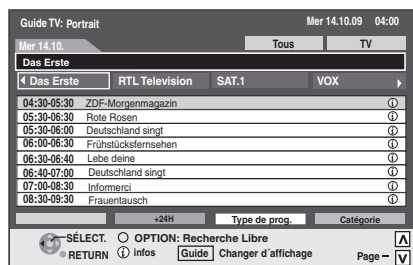 Guide TV: Portrait Mer 14.10.09 04:00
Mer 14.10. Tous TV
Das Erste
Das Erste RTL Television SAT.1 VOX
04:30-05:30 ZDF-Morgenmagazin
05:30-06:30 Rote Rosen
05:30-06:00 Deutschland singt
06:00-06:30 Frühstücksfernsehen
06:30-06:40 Lebe deine
06:40-07:00 Deutschland singt
07:00-08:30 Informerci
08:30-09:30 Frauentausch
+24H Type de prog. Catégorie
SÉLECT. OPTION: Recherche Libre
RETURN i infos Guide Changer d´affichage Page